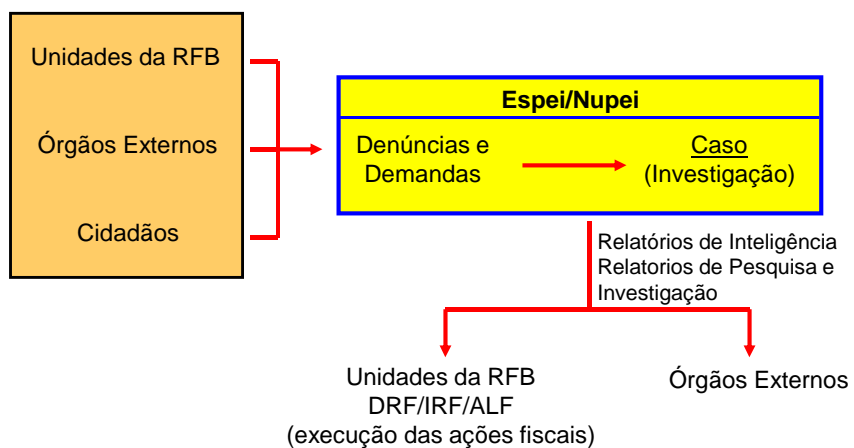 Unidades da RFB
Órgãos Externos
Cidadãos
Espei/Nupei
Denúncias e
Demandas
Caso
(Investigação)
Relatórios de Inteligência
Relatorios de Pesquisa e
Investigação
Unidades da RFB
DRF/IRF/ALF
(execução das ações fiscais)
Órgãos Externos